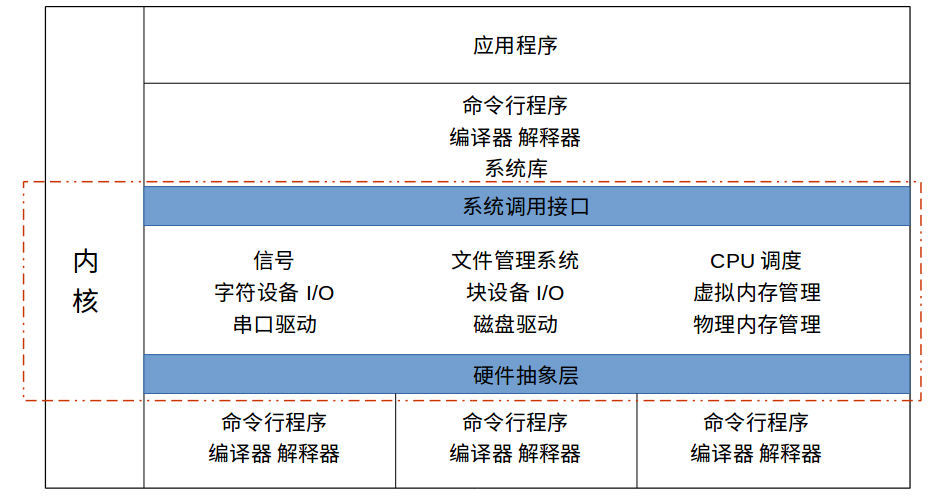 应用程序
命令行程序
编译器 解释器
系统库
系统调用接口
内
核
信号
字符设备 I/O
串口驱动
文件管理系统
块设备 I/O
磁盘驱动
CPU 调度
虚拟内存管理
物理内存管理
硬件抽象层
命令行程序
编译器 解释器
命令行程序
编译器 解释器
命令行程序
编译器 解释器